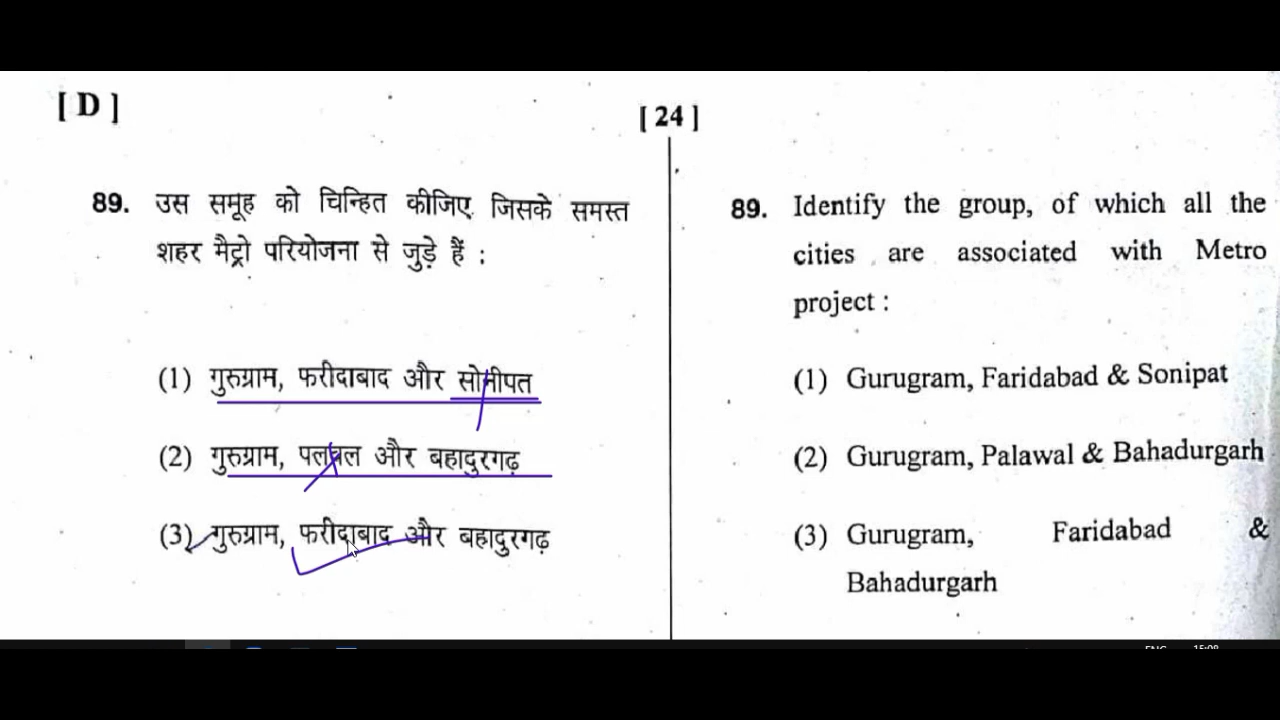 [ D ]
[ 24 ]
89. उस समूह को चिन्हित कीजिए जिसके समस्त
शहर मैट्रो परियोजना से जुड़े हैं :
(1) गुरुग्राम, फरीदाबाद और सोनीपत
(2) गुरुग्राम, पलवल और बहादुरगढ़
(3) गुरुग्राम, फरीदाबाद और बहादुरगढ़
89. Identify the group, of which all the
cities are associated with Metro
project :
(1) Gurugram, Faridabad & Sonipat
(2) Gurugram, Palawal & Bahadurgarh
(3) Gurugram, Faridabad &
Bahadurgarh